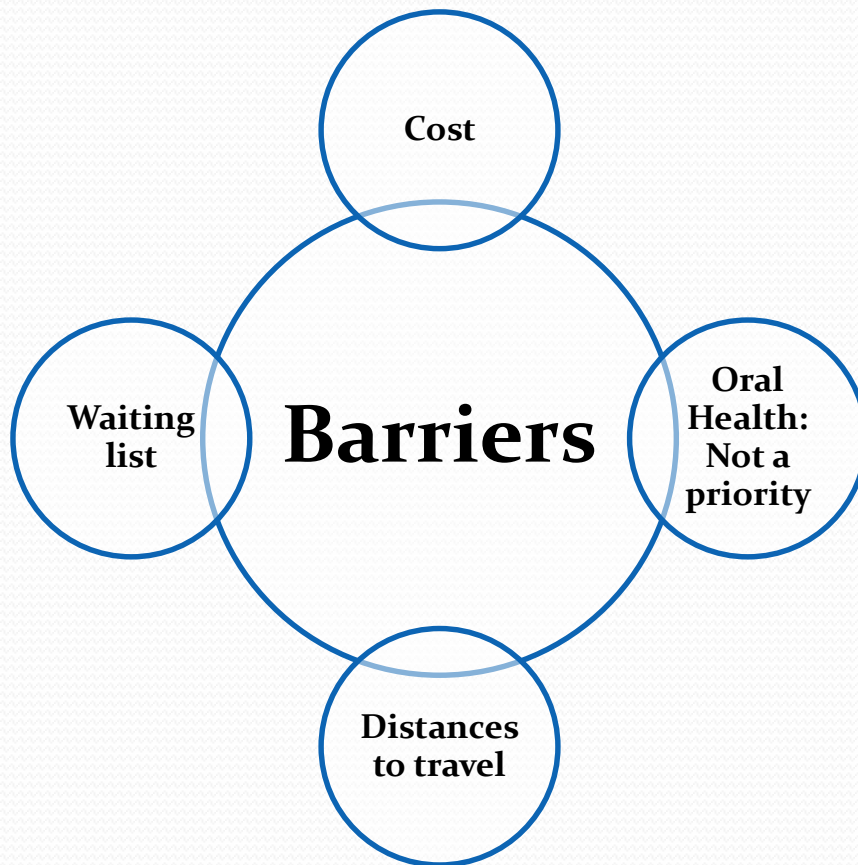 Cost
Waiting
list
Barriers
Oral
Health:
Not a
priority
Distances
to travel